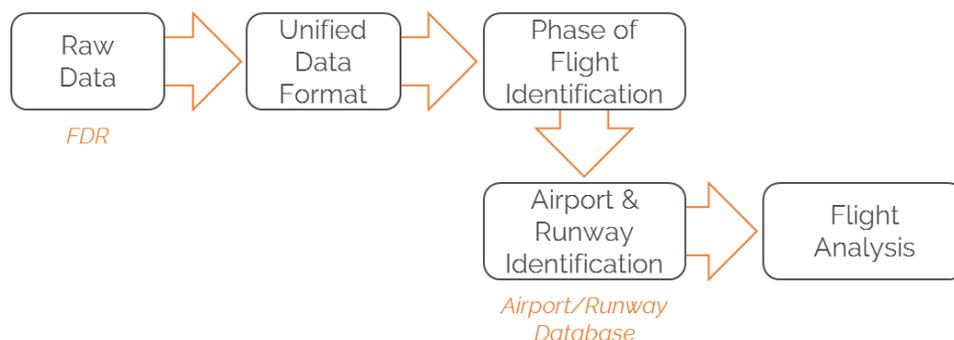 Raw
Data
FDR
Unified
Data
Format
Phase of
Flight
Identification
Airport &
Runway
Identification
Airport/Runway
Database
Flight
Analysis